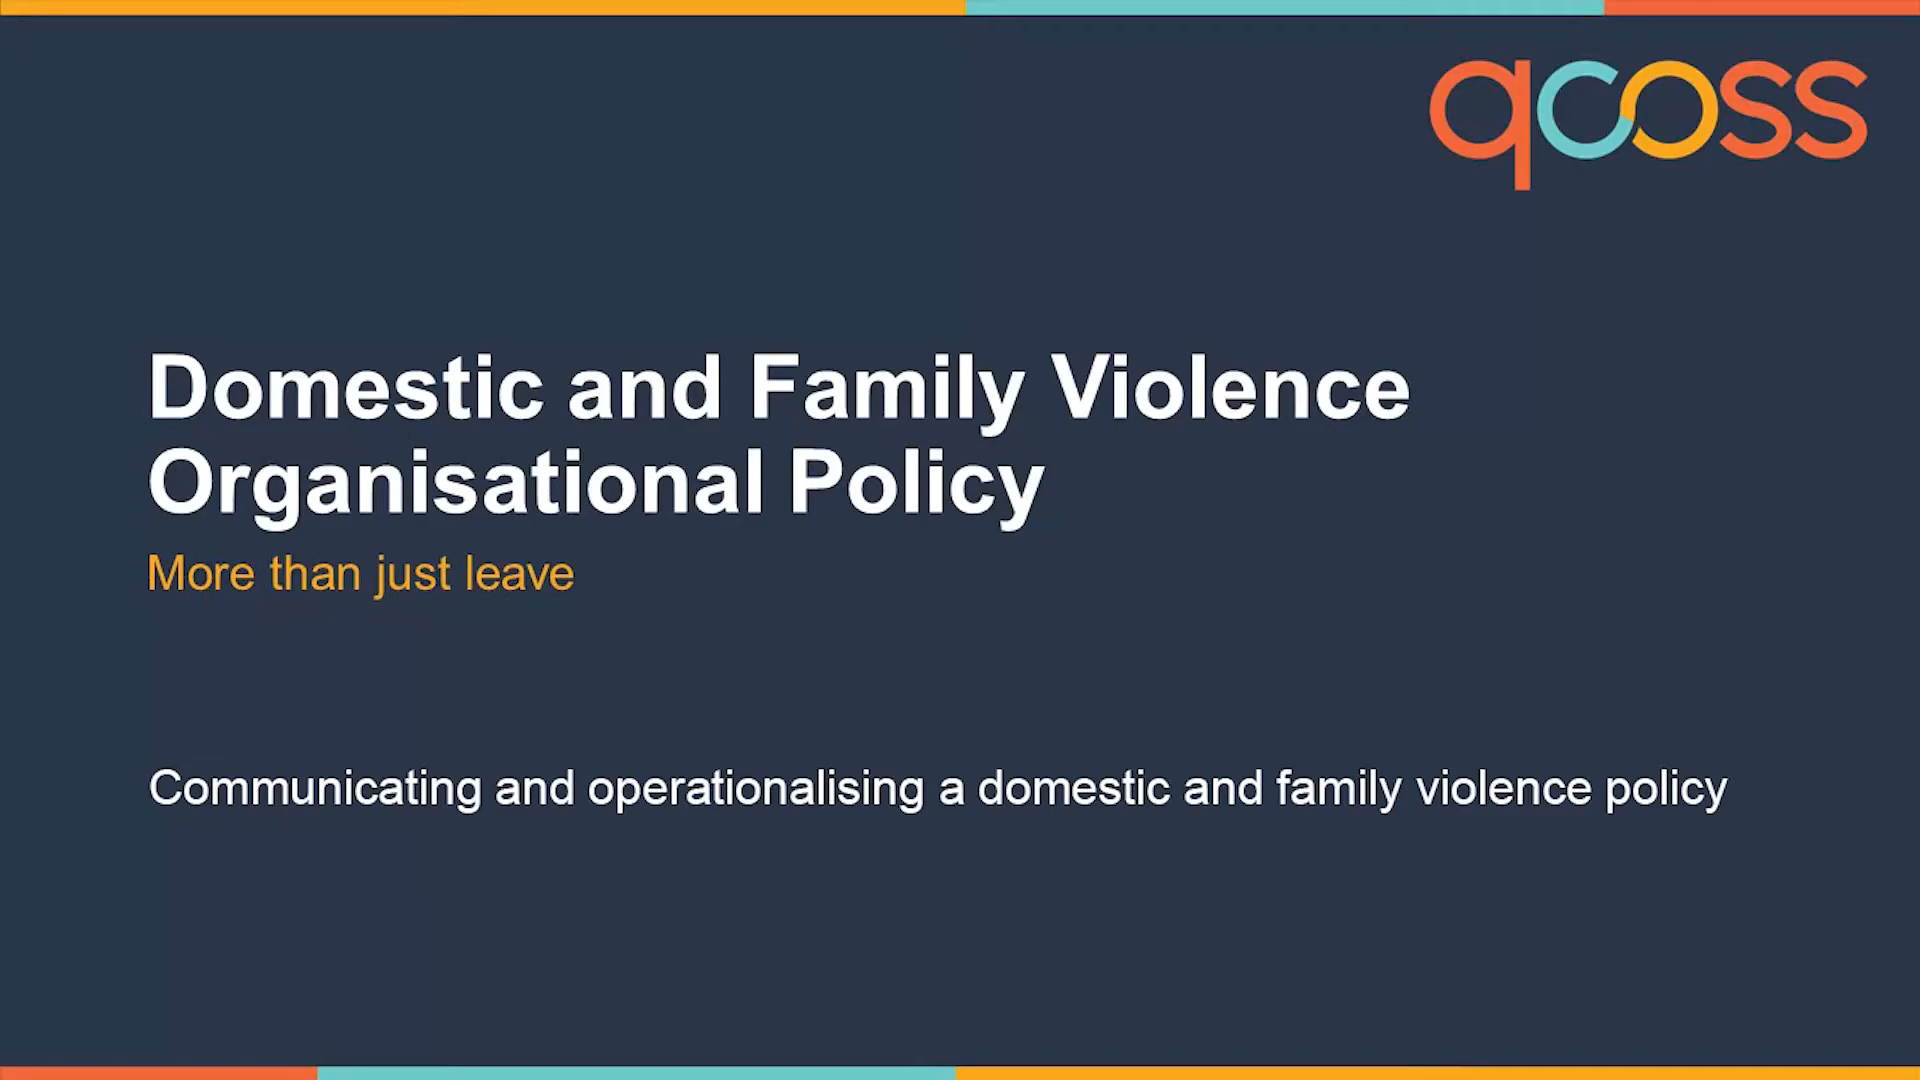 qcoss
Domestic and Family Violence
Organisational Policy
More than just leave
Communicating and operationalising a domestic and family violence policy